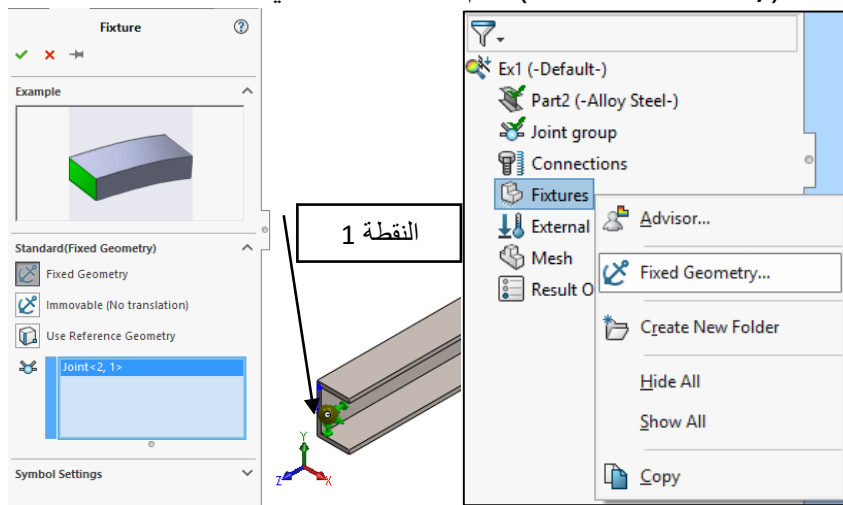 Fixture
Example
Standard(Fixed Geometry)
Fixed Geometry
Immovable (No translation)
Use Reference Geometry
Joint<2, 1>
Symbol Settings
النقطة 1
Y
Z
X
Ex1 (-Default-)
Part2 (-Alloy Steel-)
Joint group
Connections
Fixtures
External
Mesh
Result O
Advisor...
Fixed Geometry...
Create New Folder
Hide All
Show All
Copy